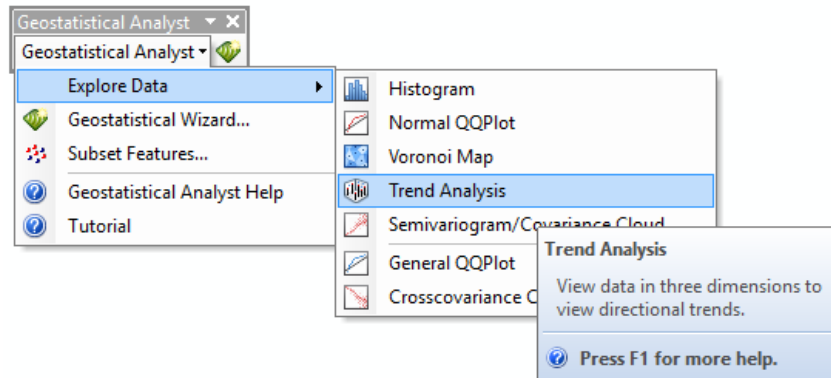 Geostatistical Analyst
Geostatistical Analyst
Explore Data
Geostatistical Wizard...
Subset Features...
Geostatistical Analyst Help
Tutorial
Histogram
Normal QQPlot
Voronoi Map
Trend Analysis
Semivariogram/Covariance Cloud
General QQPlot
Crosscovariance C
Trend Analysis
View data in three dimensions to
view directional trends.
Press F1 for more help.